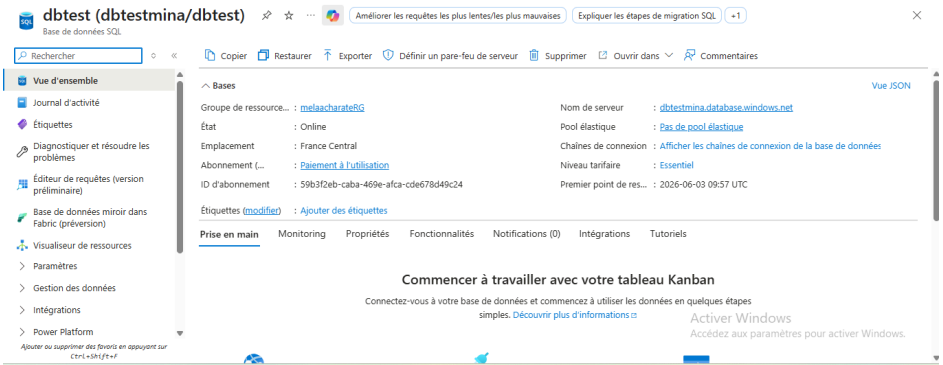 SQL
dbtest (dbtestmina/dbtest)
Améliorer les requêtes les plus lentes/les plus mauvaises
Expliquer les étapes de migration SQL
+1
Base de données SQL
Rechercher
Copier
Restaurer
Exporter
Définir un pare-feu de serveur
Supprimer
Ouvrir dans
Commentaires
Vue d'ensemble
Journal d'activité
Étiquettes
Diagnostiquer et résoudre les
problèmes
Éditeur de requêtes (version
préliminaire)
Base de données miroir dans
Fabric (préversion)
Visualiseur de ressources
Paramètres
Gestion des données
Intégrations
Power Platform
Ajouter ou supprimer des favoris en appuyant sur
Ctrl+Shift+F
Bases
Vue JSON
Groupe de ressource... : melaacharateRG
État : Online
Emplacement : France Central
Abonnement (... : Paiement à l'utilisation
ID d'abonnement : 59b3f2eb-caba-469e-afca-cde678d49c24
Nom de serveur : dbtestmina.database.windows.net
Pool élastique : Pas de pool élastique
Chaînes de connexion : Afficher les chaînes de connexion de la base de données
Niveau tarifaire : Essentiel
Premier point de res... : 2026-06-03 09:57 UTC
Étiquettes (modifier) : Ajouter des étiquettes
Prise en main
Monitoring
Propriétés
Fonctionnalités
Notifications (0)
Intégrations
Tutoriels
Commencer à travailler avec votre tableau Kanban
Connectez-vous à votre base de données et commencez à utiliser les données en quelques étapes
simples. Découvrir plus d'informations
Activer Windows
Accédez aux paramètres pour activer Windows.